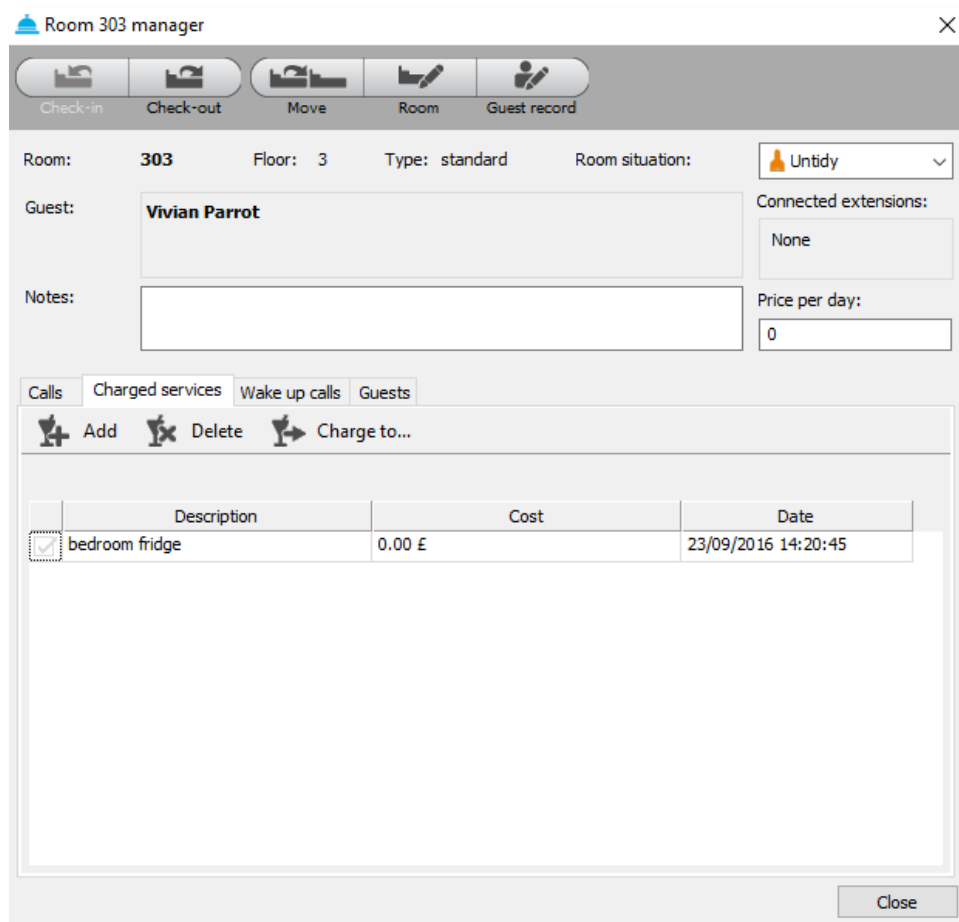 Room 303 manager
Check-in Check-out Move Room Guest record
Room: 303 Floor: 3 Type: standard Room situation: Untidy
Guest: Vivian Parrot
Connected extensions:
None
Notes:
Price per day:
0
Calls Charged services Wake up calls Guests
Add Delete Charge to...
Description Cost Date
bedroom fridge 0.00 £ 23/09/2016 14:20:45
Close